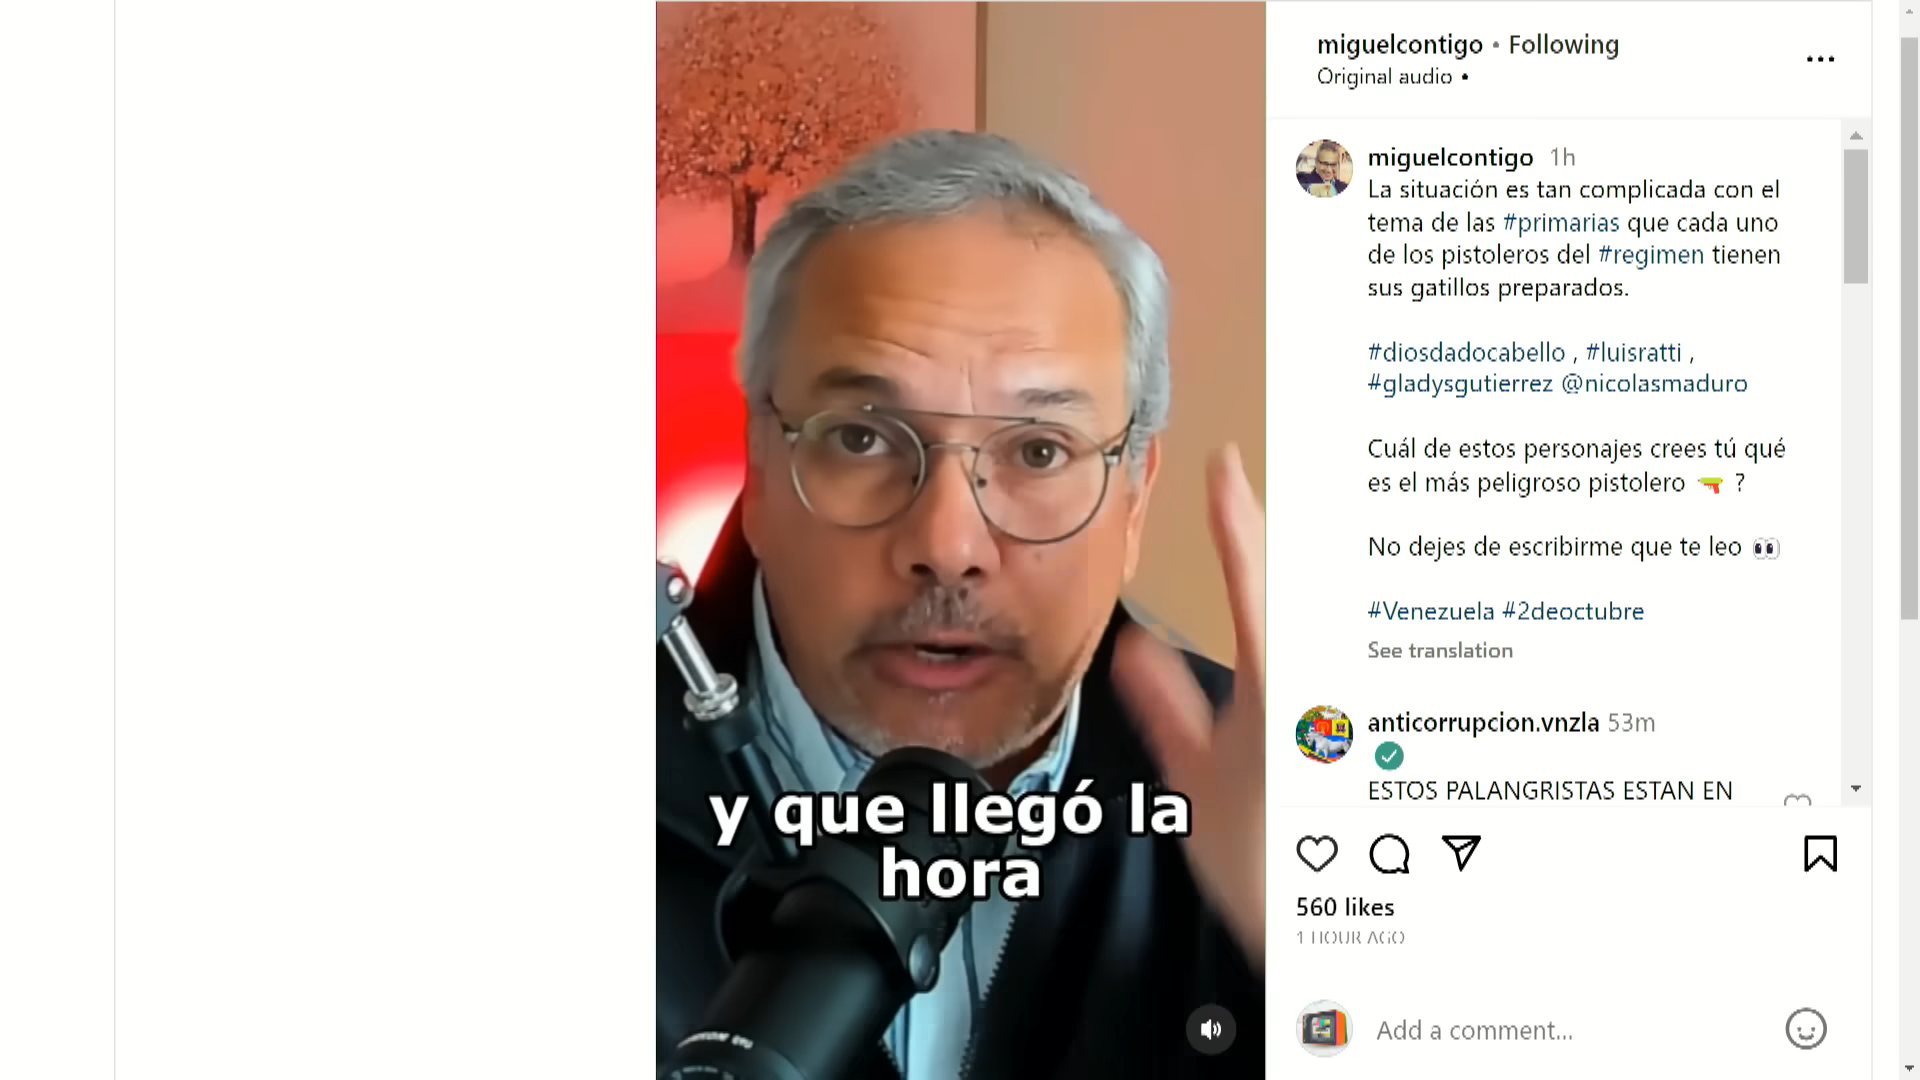 miguelcontigo • Following
Original audio •
miguelcontigo 1h
La situación es tan complicada con el
tema de las #primarias que cada uno
de los pistoleros del #regimen tienen
sus gatillos preparados.
#diosdadocabello , #luisratti ,
#gladysgutierrez @nicolasmaduro
Cuál de estos personajes crees tú qué
es el más peligroso pistolero 🔫 ?
No dejes de escribirme que te leo 👀
#Venezuela #2deoctubre
See translation
anticorrupcion.vnzla 53m
ESTOS PALANGRISTAS ESTAN EN
y que llegó la
hora
560 likes
1 HOUR AGO
Add a comment...